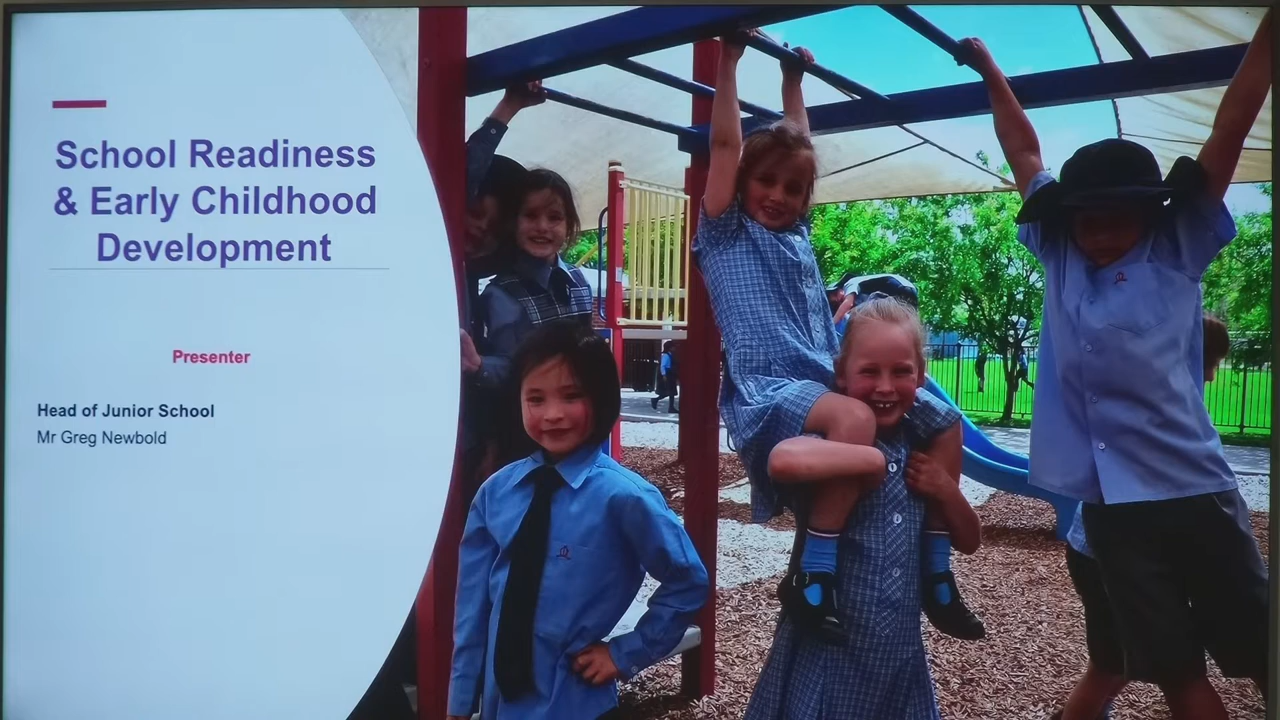 School Readiness
& Early Childhood
Development
Presenter
Head of Junior School
Mr Greg Newbold